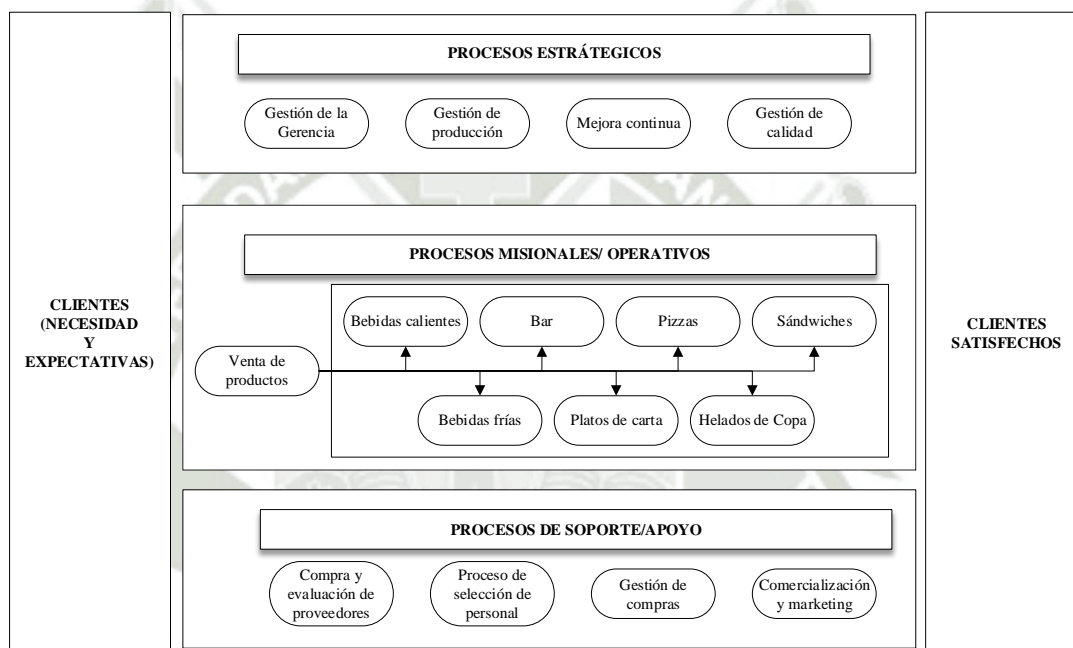 CLIENTES
(NECESIDAD
Y
EXPECTATIVAS)
PROCESOS ESTRÁTEGICOS
Gestión de la
Gerencia
Gestión de
producción
Mejora continua
Gestión de
calidad
PROCESOS MISIONALES/ OPERATIVOS
Venta de
productos
Bebidas calientes
Bar
Pizzas
Sándwiches
Bebidas frías
Platos de carta
Helados de Copa
PROCESOS DE SOPORTE/APOYO
Compra y
evaluación de
proveedores
Proceso de
selección de
personal
Gestión de
compras
Comercialización
y marketing
CLIENTES
SATISFECHOS